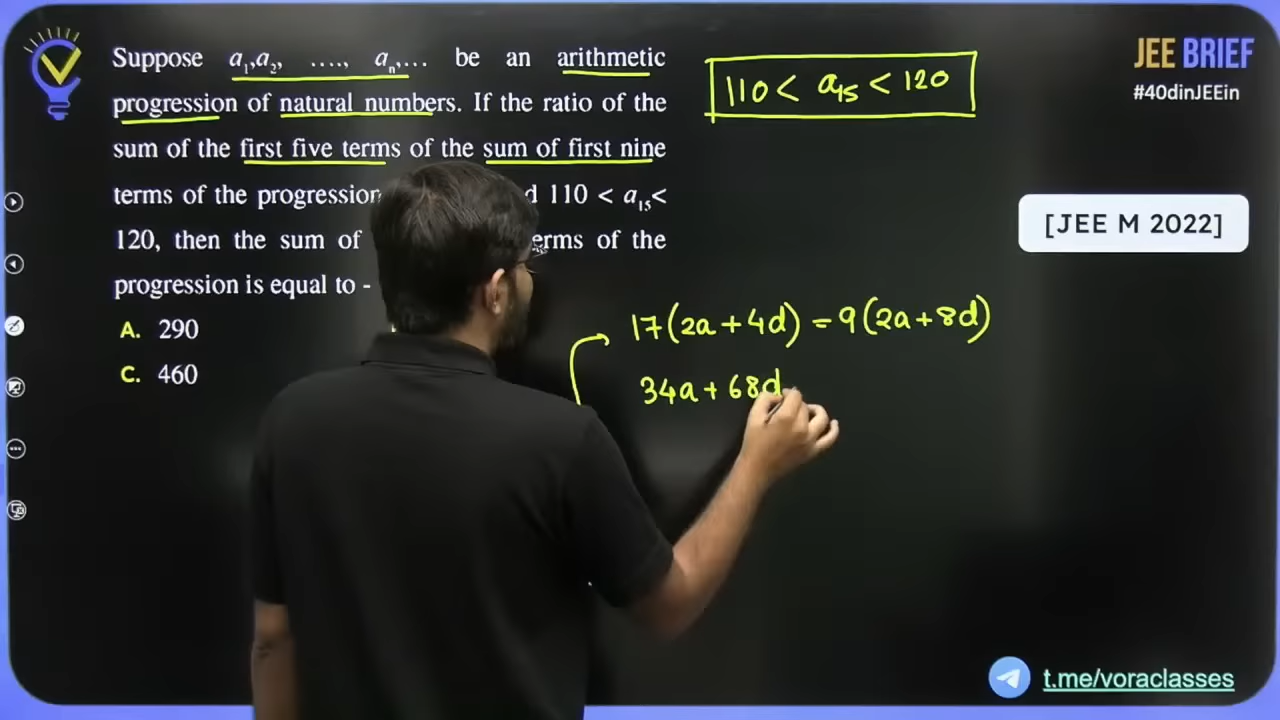 Suppose a₁,a₂, …., aₙ,… be an arithmetic
progression of natural numbers. If the ratio of the
sum of the first five terms of the sum of first nine
terms of the progression 110 < a₁₅<
120, then the sum of terms of the
progression is equal to -
A. 290
C. 460
110 < a₁₅ < 120
17(2a+4d) = 9(2a+8d)
34a+68d
JEE BRIEF
#40dinJEEin
[JEE M 2022]
t.me/voraclasses